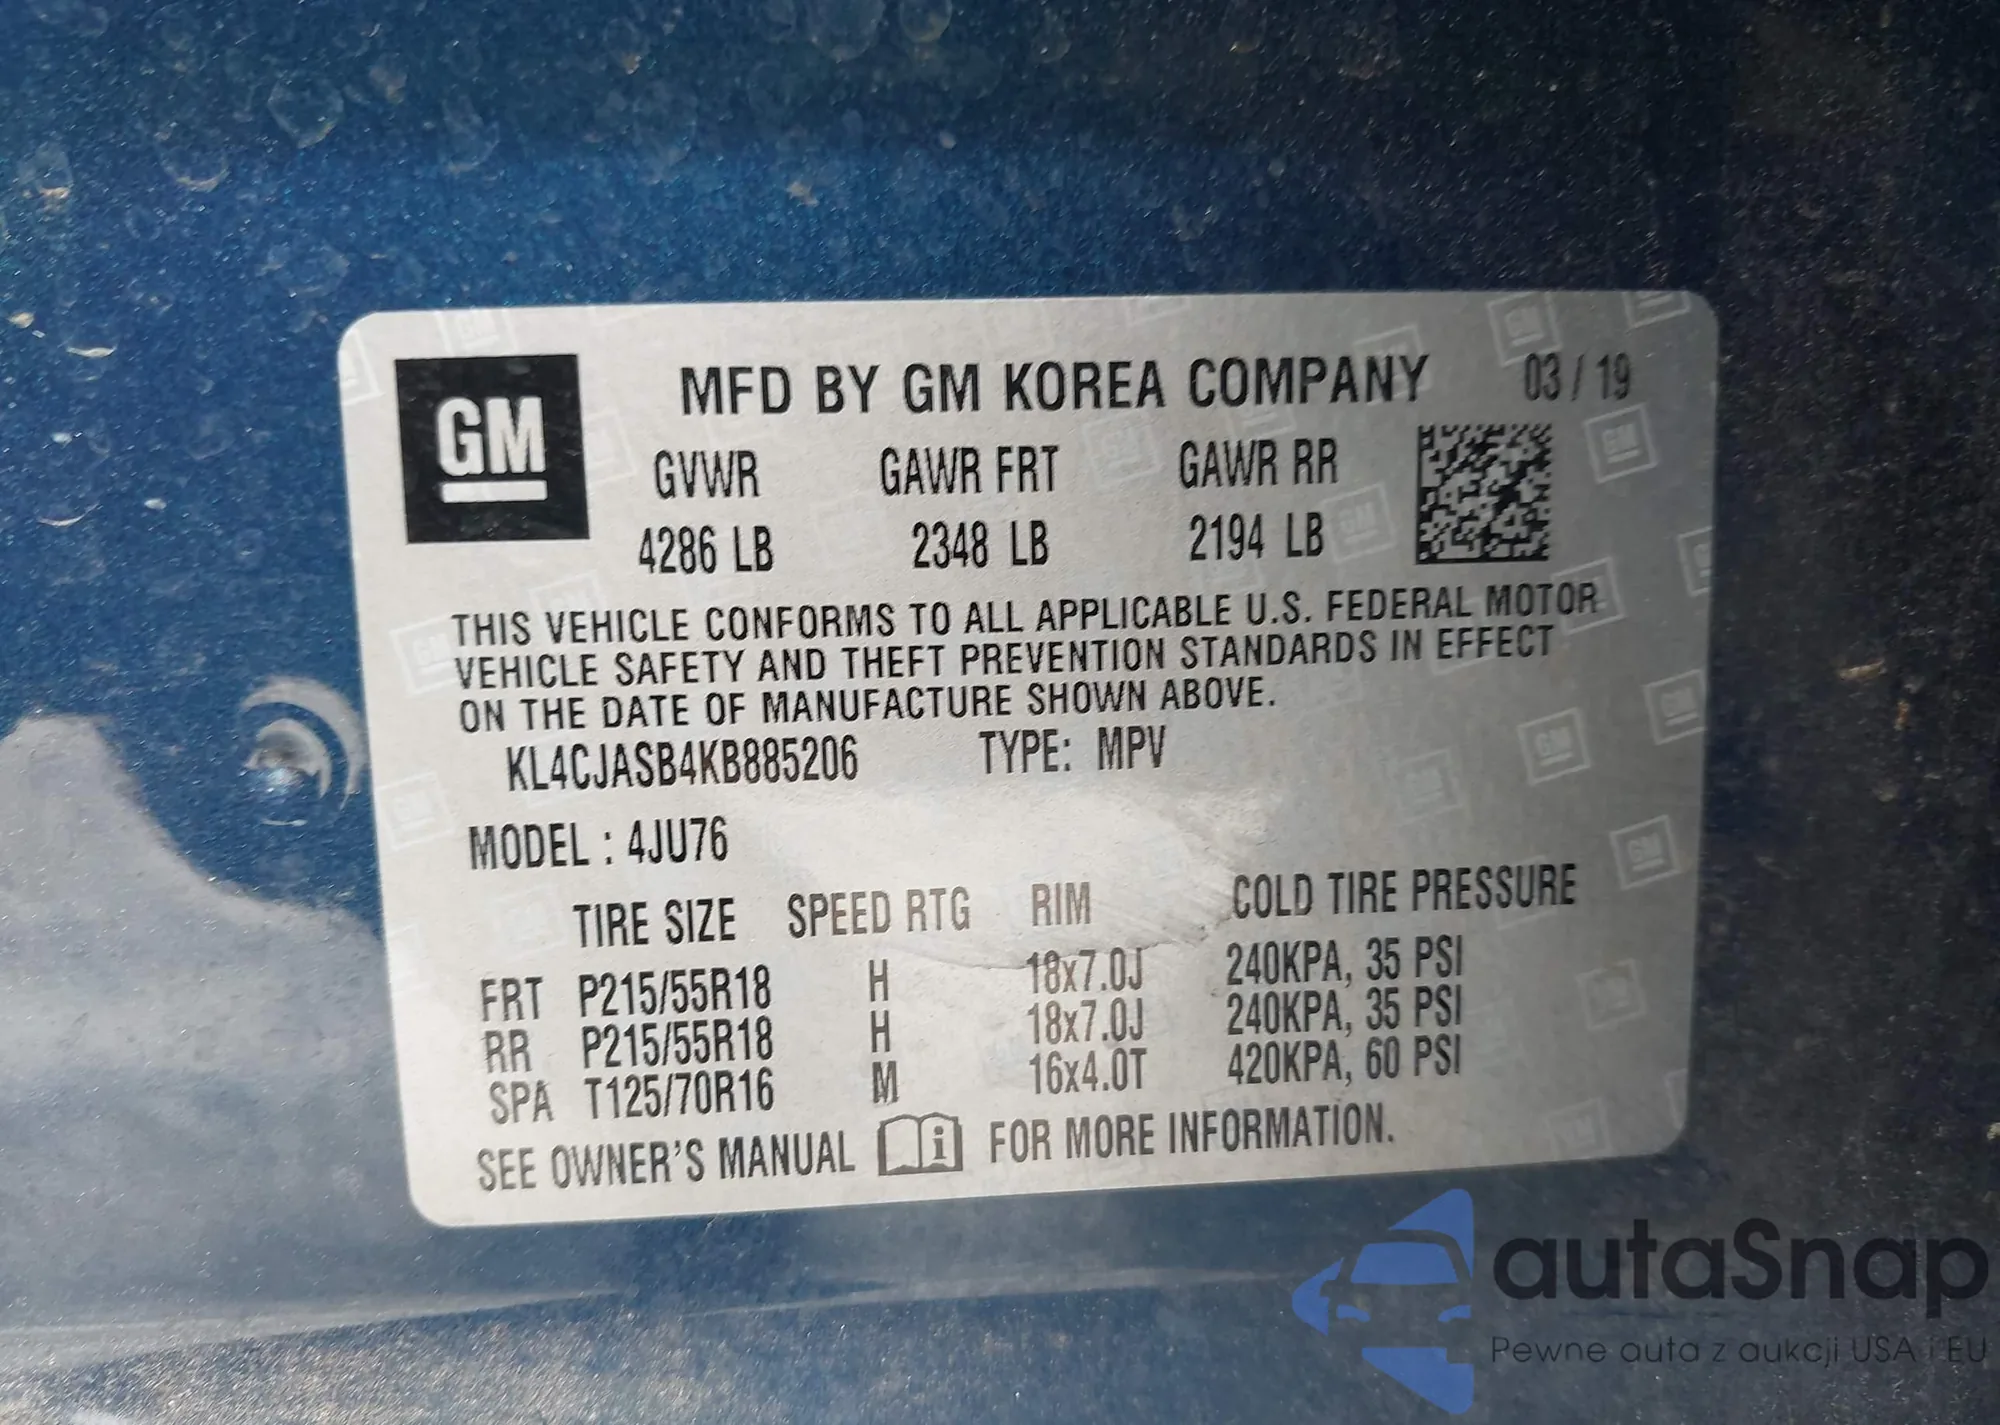 GM
MFD BY GM KOREA COMPANY 03 / 19
GVWR GAWR FRT GAWR RR
4286 LB 2348 LB 2194 LB
THIS VEHICLE CONFORMS TO ALL APPLICABLE U.S. FEDERAL MOTOR
VEHICLE SAFETY AND THEFT PREVENTION STANDARDS IN EFFECT
ON THE DATE OF MANUFACTURE SHOWN ABOVE.
KL4CJASB4KB885206 TYPE: MPV
MODEL : 4JU76
TIRE SIZE SPEED RTG RIM COLD TIRE PRESSURE
FRT P215/55R18 H 18x7.0J 240KPA, 35 PSI
RR P215/55R18 H 18x7.0J 240KPA, 35 PSI
SPA T125/70R16 M 16x4.0T 420KPA, 60 PSI
SEE OWNER'S MANUAL i FOR MORE INFORMATION.
autaSnap
Pewne auta z aukcji USA i EU